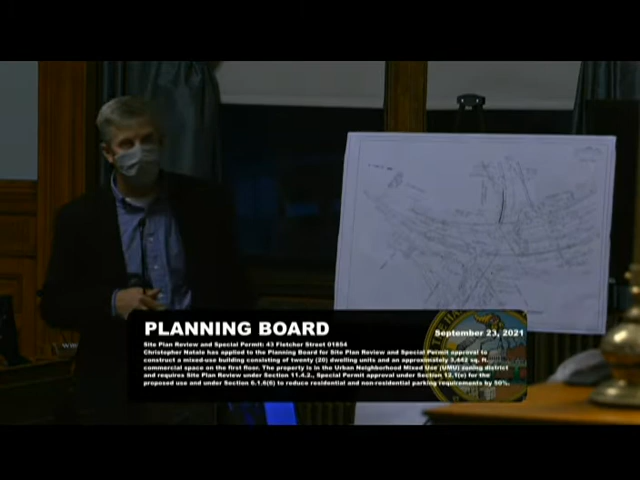 PLANNING BOARD
September 23, 2021
Site Plan Review and Special Permit: 43 Fletcher Street 01854
Christopher Natale has applied to the Planning Board for Site Plan Review and Special Permit approval to
construct a mixed-use building consisting of twenty (20) dwelling units and an approximately 3,442 sq. ft.
commercial space on the first floor. The property is in the Urban Neighborhood Mixed Use (UMU) zoning district
and requires Site Plan Review under Section 11.4.2., Special Permit approval under Section 12.1(e) for the
proposed use and under Section 6.1.6(6) to reduce residential and non-residential parking requirements by 50%.